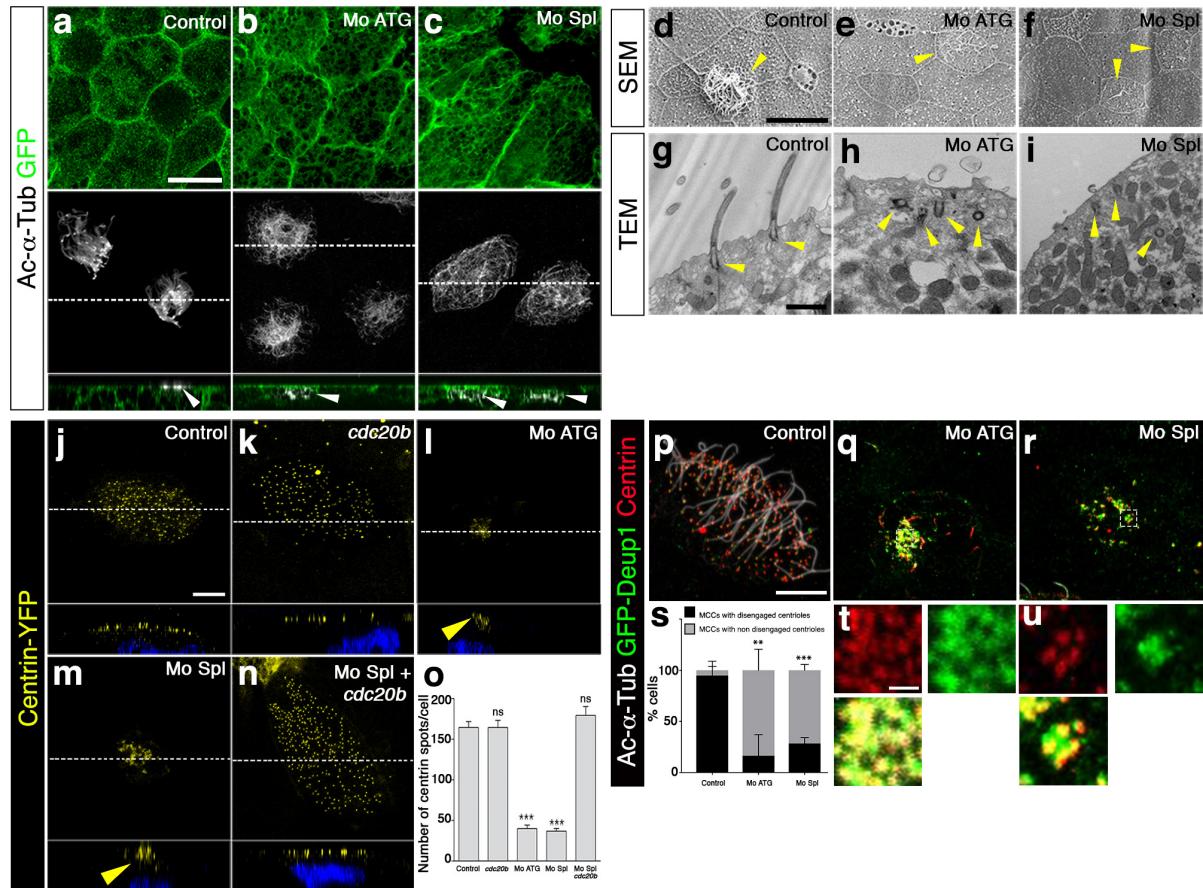 Ac-α-Tub GFP
a Control
b Mo ATG
c Mo Spl
SEM
d Control
e Mo ATG
f Mo Spl
TEM
g Control
h Mo ATG
i Mo Spl
Centrin-YFP
j Control
k cdc20b
l Mo ATG
m Mo Spl
n Mo Spl +
cdc20b
o
Number of centrin spots/cell
200
150
100
50
0
ns
***
***
ns
Control
cdc20b
Mo ATG
Mo Spl
Mo Spl
cdc20b
Ac-α-Tub GFP-Deup1 Centrin
p Control
q Mo ATG
r Mo Spl
s
MCCs with disengaged centrioles
MCCs with non disengaged centrioles
% cells
100
50
0
**
***
Control
Mo ATG
Mo Spl
t
u